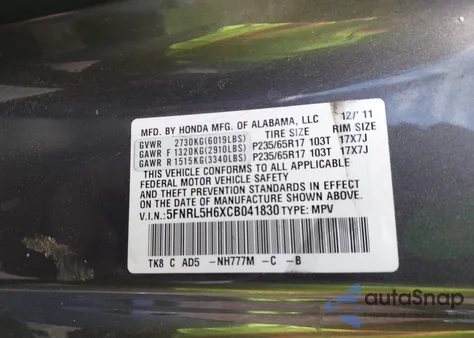 MFD. BY HONDA MFG. OF ALABAMA, LLC 12/'11
TIRE SIZE RIM SIZE
GVWR 2730KG(6019LBS)
GAWR F 1320KG(2910LBS) P235/65R17 103T 17X7J
GAWR R 1515KG(3340LBS) P235/65R17 103T 17X7J
THIS VEHICLE CONFORMS TO ALL APPLICABLE
FEDERAL MOTOR VEHICLE SAFETY AND
THEFT PREVENTION STANDARDS IN EFFECT
ON THE DATE OF MANUFACTURE SHOWN ABOVE.
V.I.N: 5FNRL5H6XCB041830 TYPE: MPV
TK8 C AD5 -NH777M -C -B
autoSnap